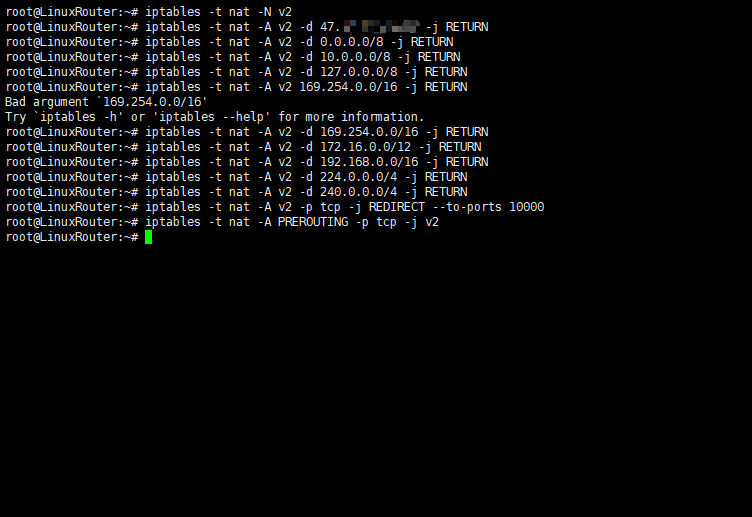 root@LinuxRouter:~# iptables -t nat -N v2
root@LinuxRouter:~# iptables -t nat -A v2 -d 47. -j RETURN
root@LinuxRouter:~# iptables -t nat -A v2 -d 0.0.0.0/8 -j RETURN
root@LinuxRouter:~# iptables -t nat -A v2 -d 10.0.0.0/8 -j RETURN
root@LinuxRouter:~# iptables -t nat -A v2 -d 127.0.0.0/8 -j RETURN
root@LinuxRouter:~# iptables -t nat -A v2 169.254.0.0/16 -j RETURN
Bad argument `169.254.0.0/16'
Try `iptables -h' or 'iptables --help' for more information.
root@LinuxRouter:~# iptables -t nat -A v2 -d 169.254.0.0/16 -j RETURN
root@LinuxRouter:~# iptables -t nat -A v2 -d 172.16.0.0/12 -j RETURN
root@LinuxRouter:~# iptables -t nat -A v2 -d 192.168.0.0/16 -j RETURN
root@LinuxRouter:~# iptables -t nat -A v2 -d 224.0.0.0/4 -j RETURN
root@LinuxRouter:~# iptables -t nat -A v2 -d 240.0.0.0/4 -j RETURN
root@LinuxRouter:~# iptables -t nat -A v2 -p tcp -j REDIRECT --to-ports 10000
root@LinuxRouter:~# iptables -t nat -A PREROUTING -p tcp -j v2
root@LinuxRouter:~#